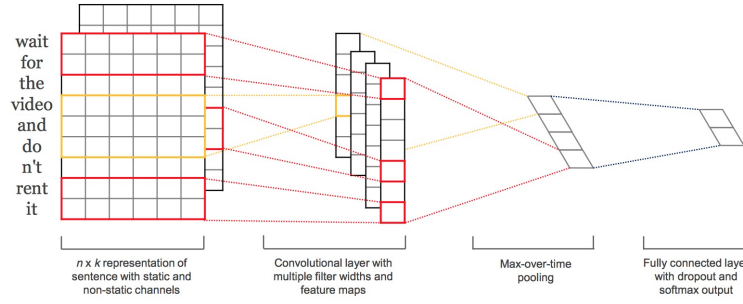 wait
for
the
video
and
do
n't
rent
it
n x k representation of
sentence with static and
non-static channels
Convolutional layer with
multiple filter widths and
feature maps
Max-over-time
pooling
Fully connected layer
with dropout and
softmax output